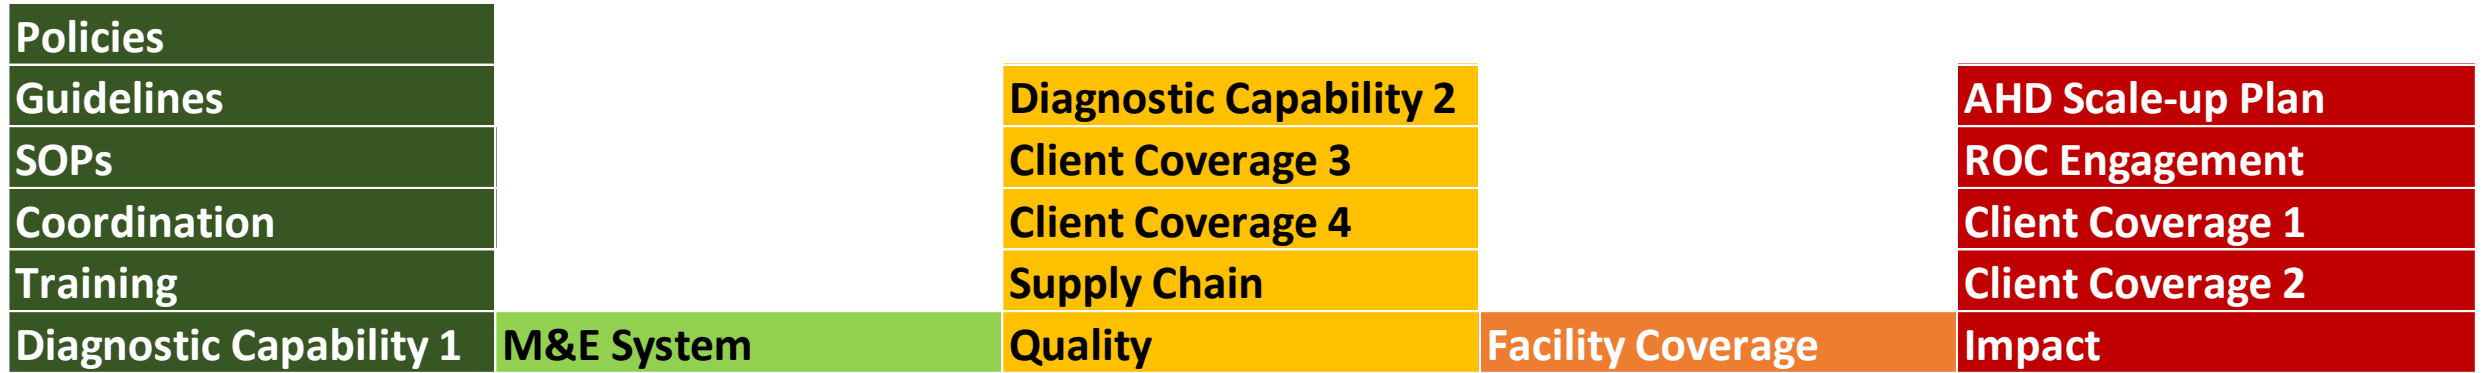 Policies
Guidelines
Diagnostic Capability 2
AHD Scale-up Plan
SOPs
Client Coverage 3
ROC Engagement
Coordination
Client Coverage 4
Client Coverage 1
Training
Supply Chain
Client Coverage 2
Diagnostic Capability 1
M&E System
Quality
Facility Coverage
Impact